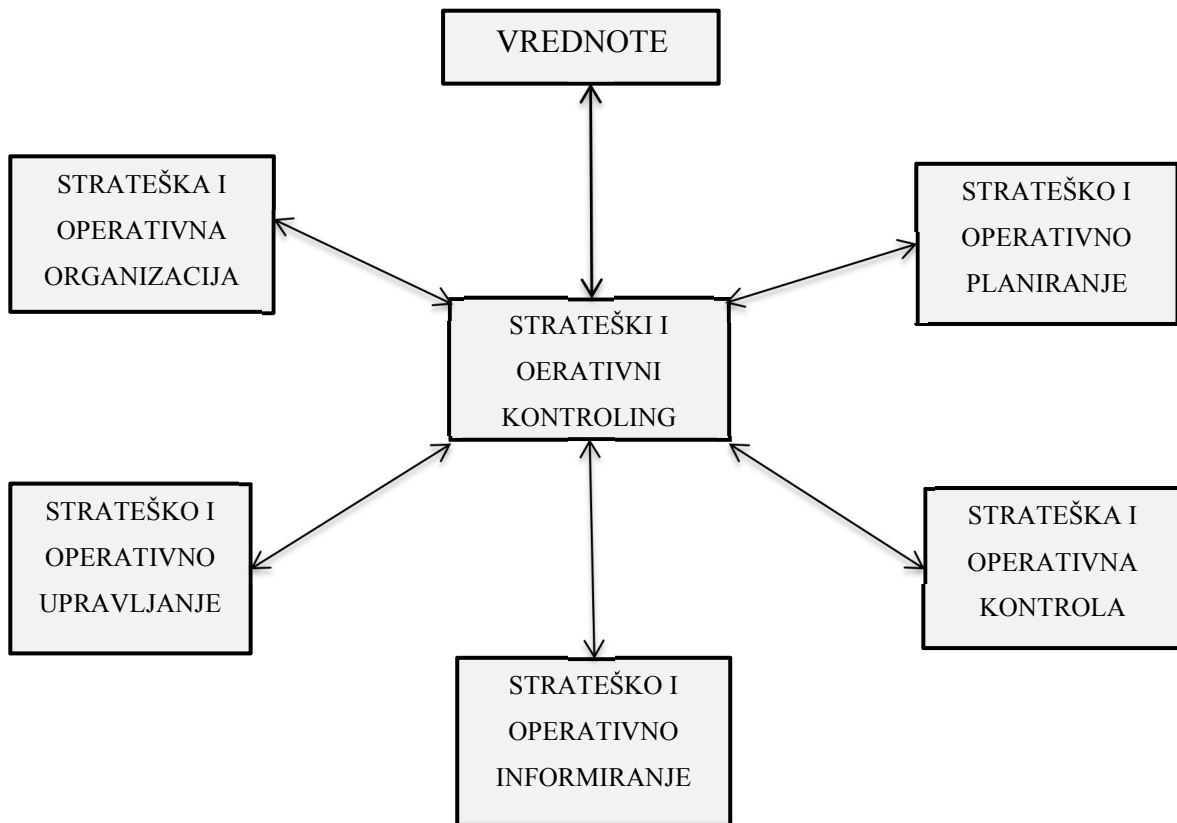 VREDNOTE
STRATEŠKA I
OPERATIVNA
ORGANIZACIJA
STRATEŠKO I
OPERATIVNO
PLANIRANJE
STRATEŠKI I
OERATIVNI
KONTROLING
STRATEŠKO I
OPERATIVNO
UPRAVLJANJE
STRATEŠKA I
OPERATIVNA
KONTROLA
STRATEŠKO I
OPERATIVNO
INFORMIRANJE